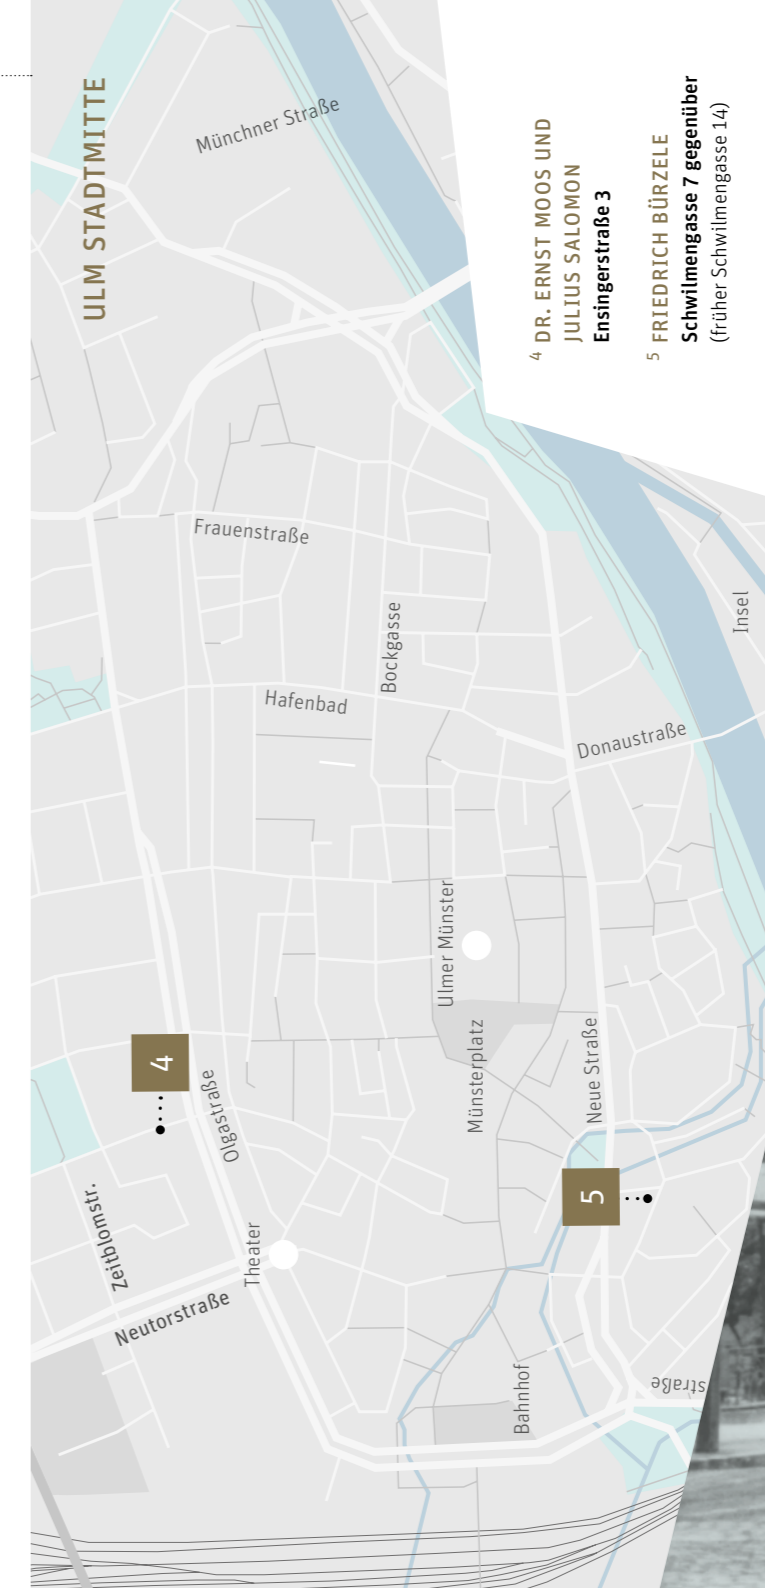 ULM STADTMITTE
Münchner Straße
Frauenstraße
Hafenbad
Bockgasse
Donaustraße
Insel
Ulmer Münster
Münsterplatz
Neue Straße
4
Olgastraße
Zeitblomstr.
Neutorstraße
Theater
5
Bahnhof
straße
4 DR. ERNST MOOS UND
JULIUS SALOMON
Ensingerstraße 3
5 FRIEDRICH BÜRZELE
Schwilmengasse 7 gegenüber
(früher Schwilmengasse 14)